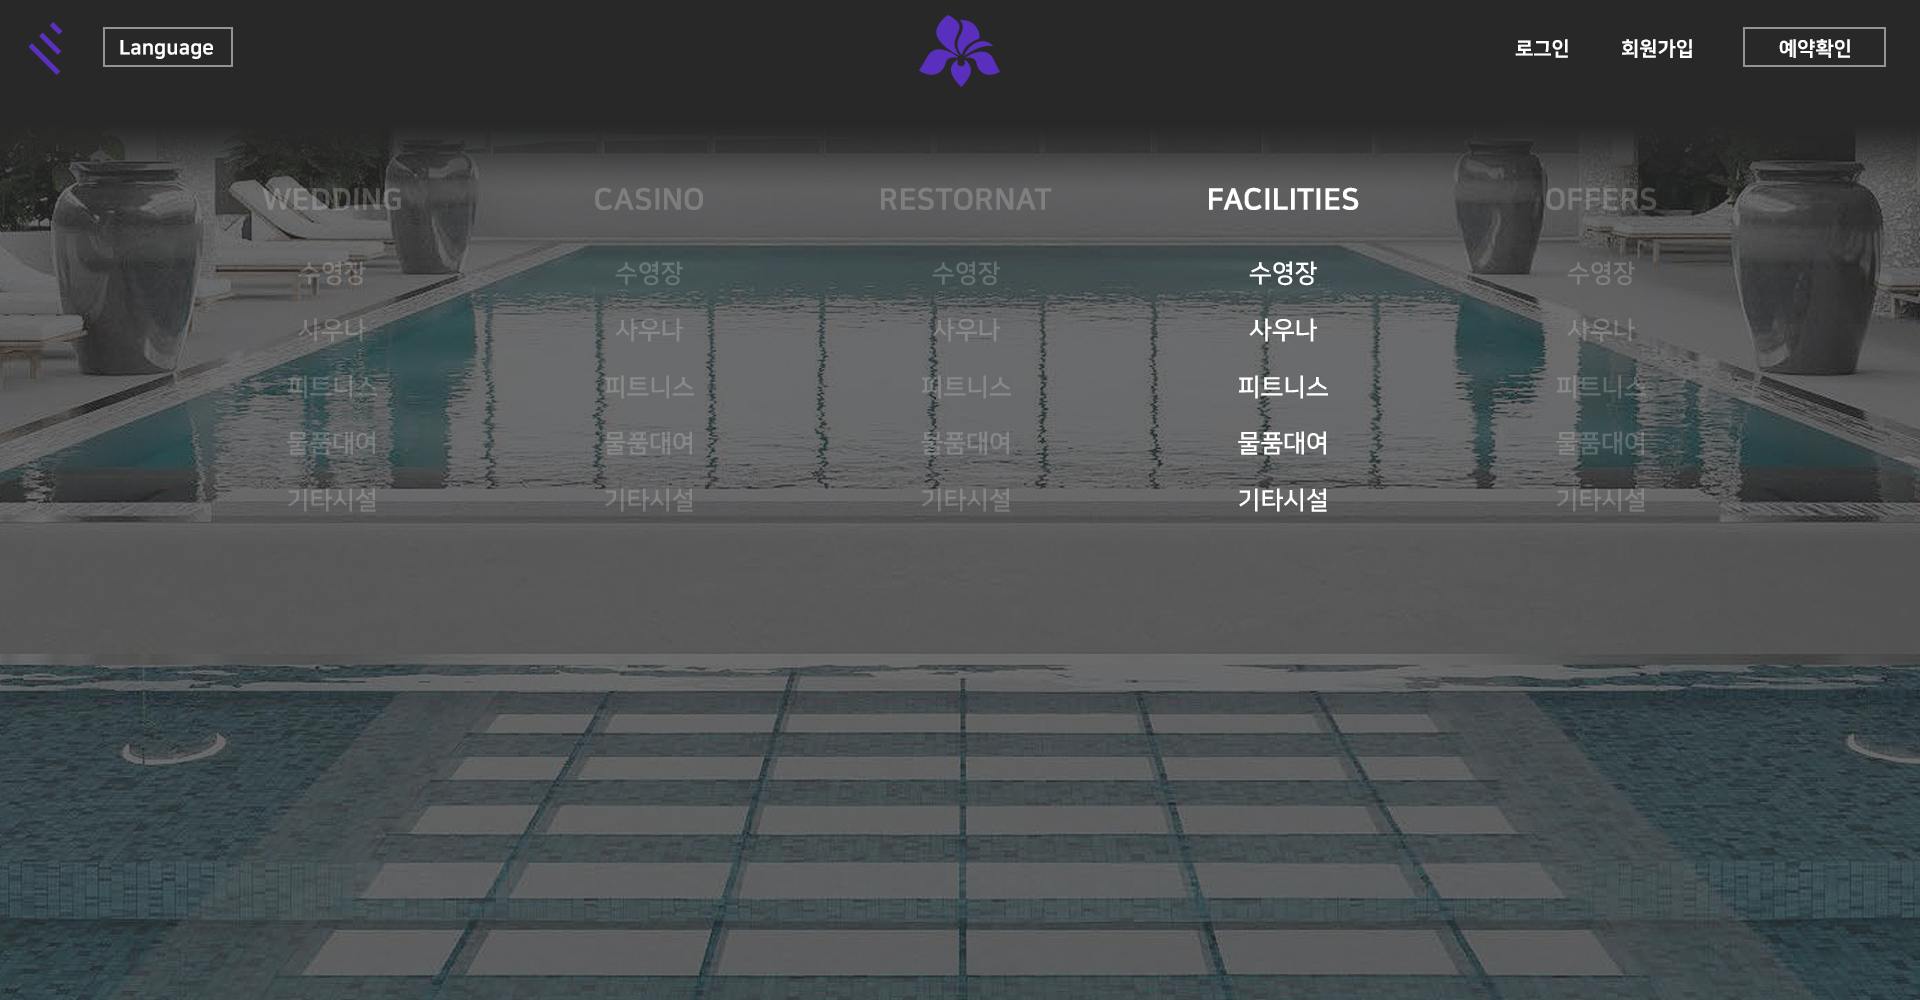 Language
로그인
회원가입
예약확인
WEDDING
CASINO
RESTORNAT
FACILITIES
OFFERS
수영장
수영장
수영장
수영장
수영장
사우나
사우나
사우나
사우나
사우나
피트니스
피트니스
피트니스
피트니스
피트니스
물품대여
물품대여
물품대여
물품대여
물품대여
기타시설
기타시설
기타시설
기타시설
기타시설